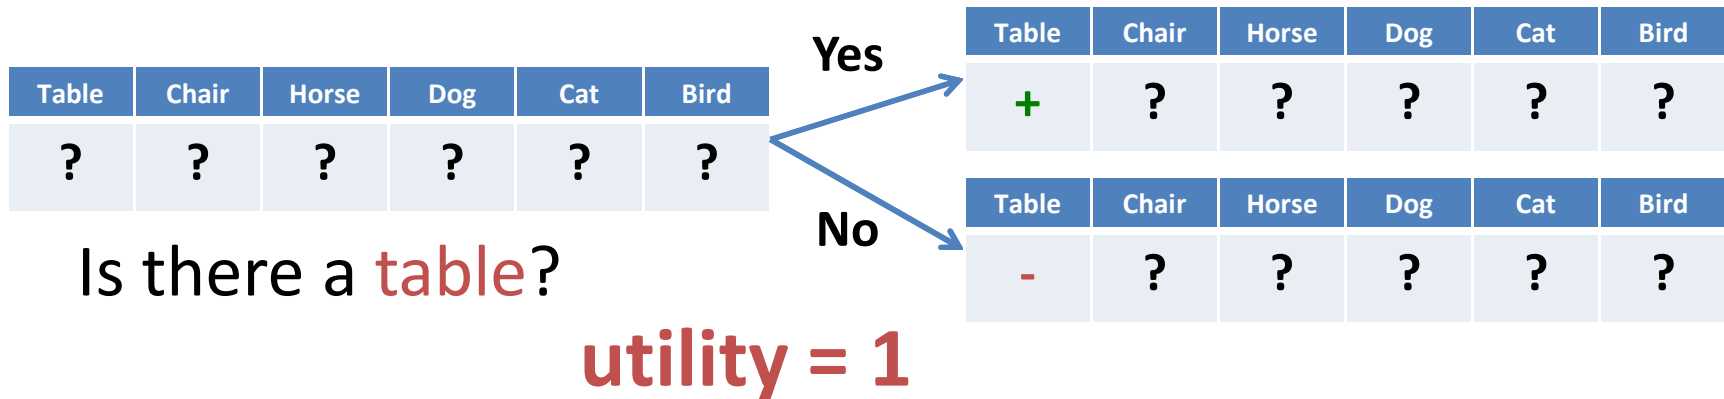 Table Chair Horse Dog Cat Bird
? ? ? ? ? ?
Is there a table?
Yes
No
Table Chair Horse Dog Cat Bird
+ ? ? ? ? ?
Table Chair Horse Dog Cat Bird
- ? ? ? ? ?
utility = 1